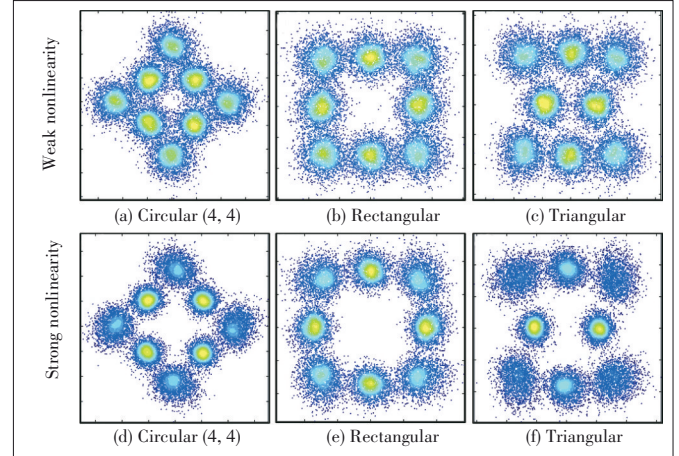 Weak nonlinearity
(a) Circular (4, 4)
(b) Rectangular
(c) Triangular
Strong nonlinearity
(d) Circular (4, 4)
(e) Rectangular
(f) Triangular